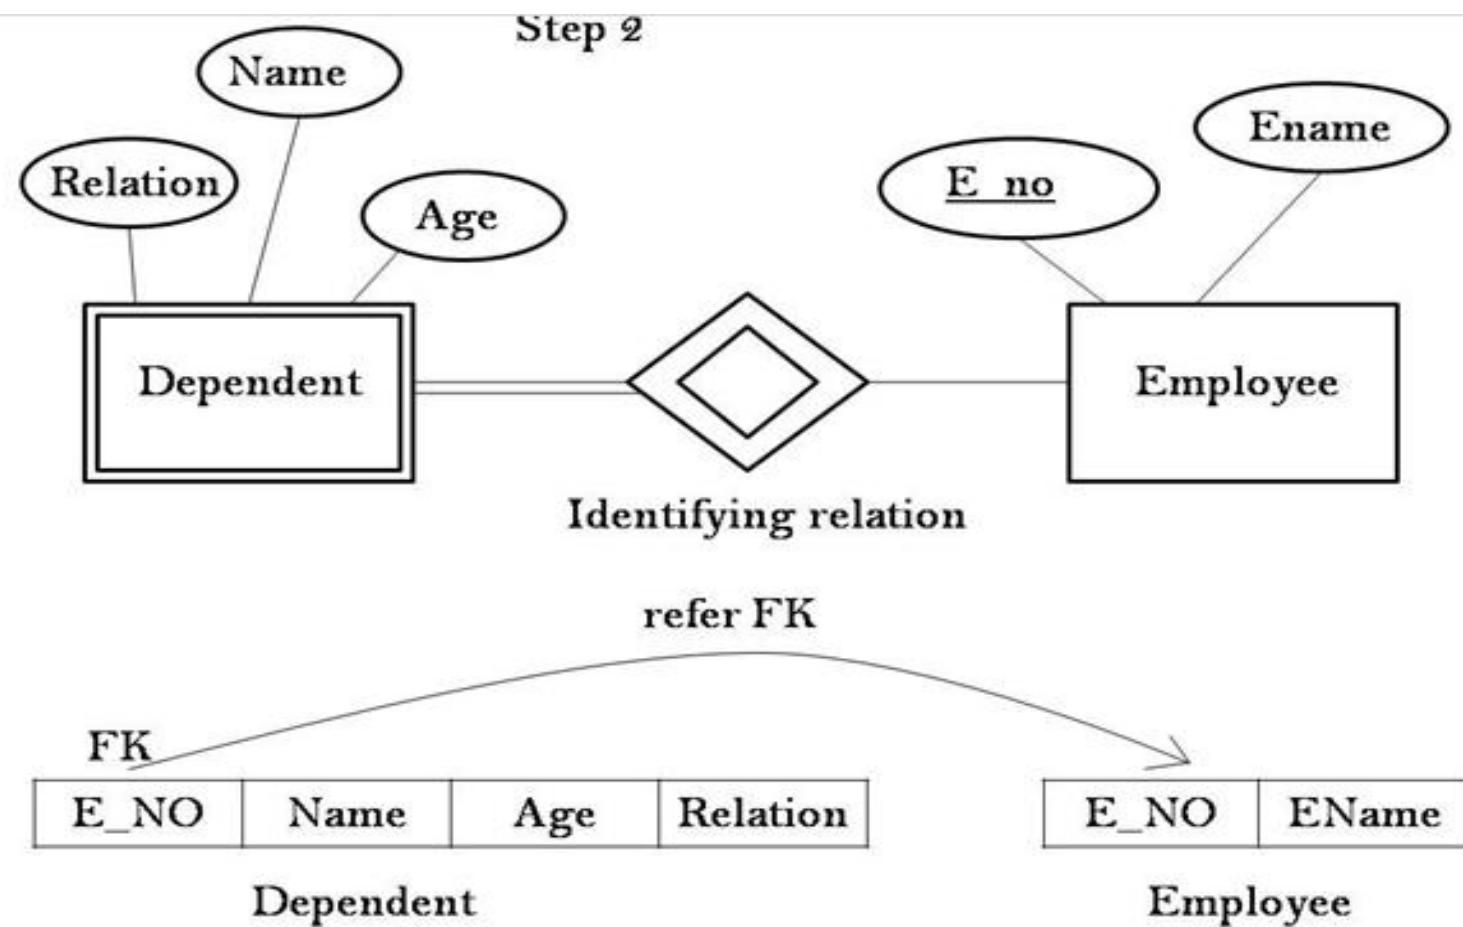 Step 2
Name
Relation
Age
E_no
Ename
Dependent
Employee
Identifying relation
refer FK
FK
E_NO Name Age Relation
E_NO EName
Dependent
Employee